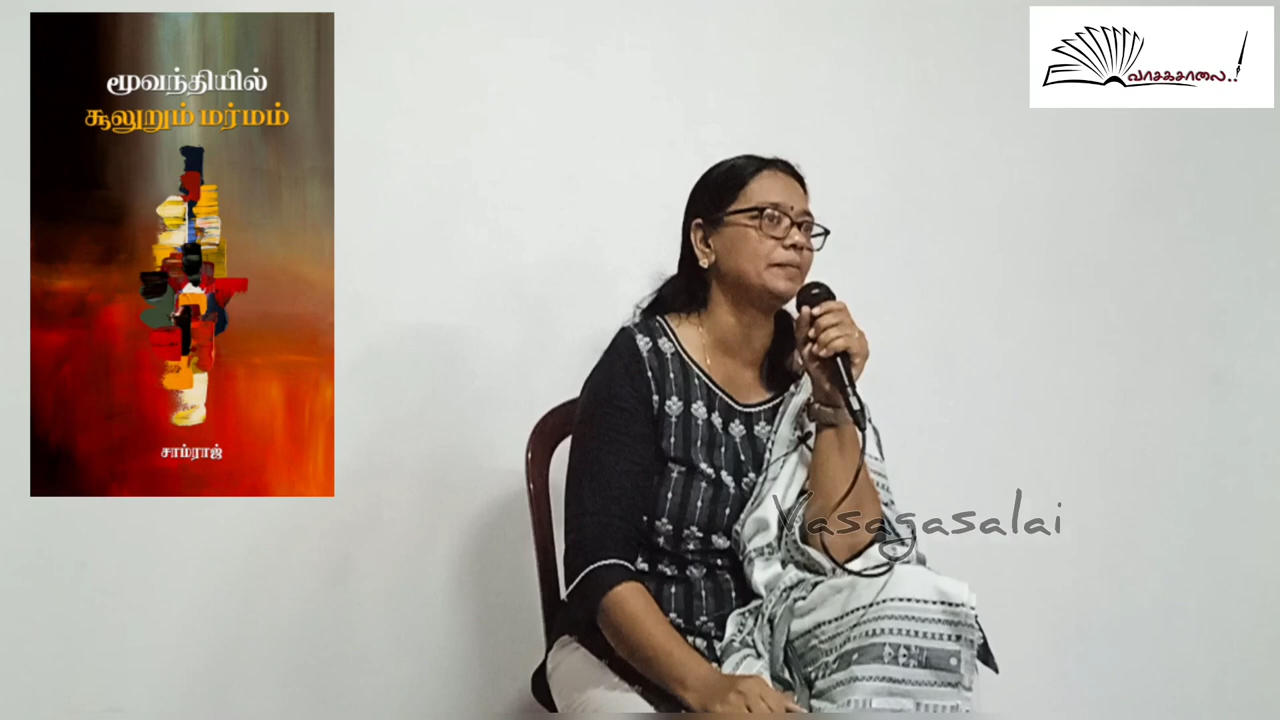 மூவந்தியில்
சூலுறும் மர்மம்
சாம்ராஜ்
வாசகசாலை..!
Vasagasalai